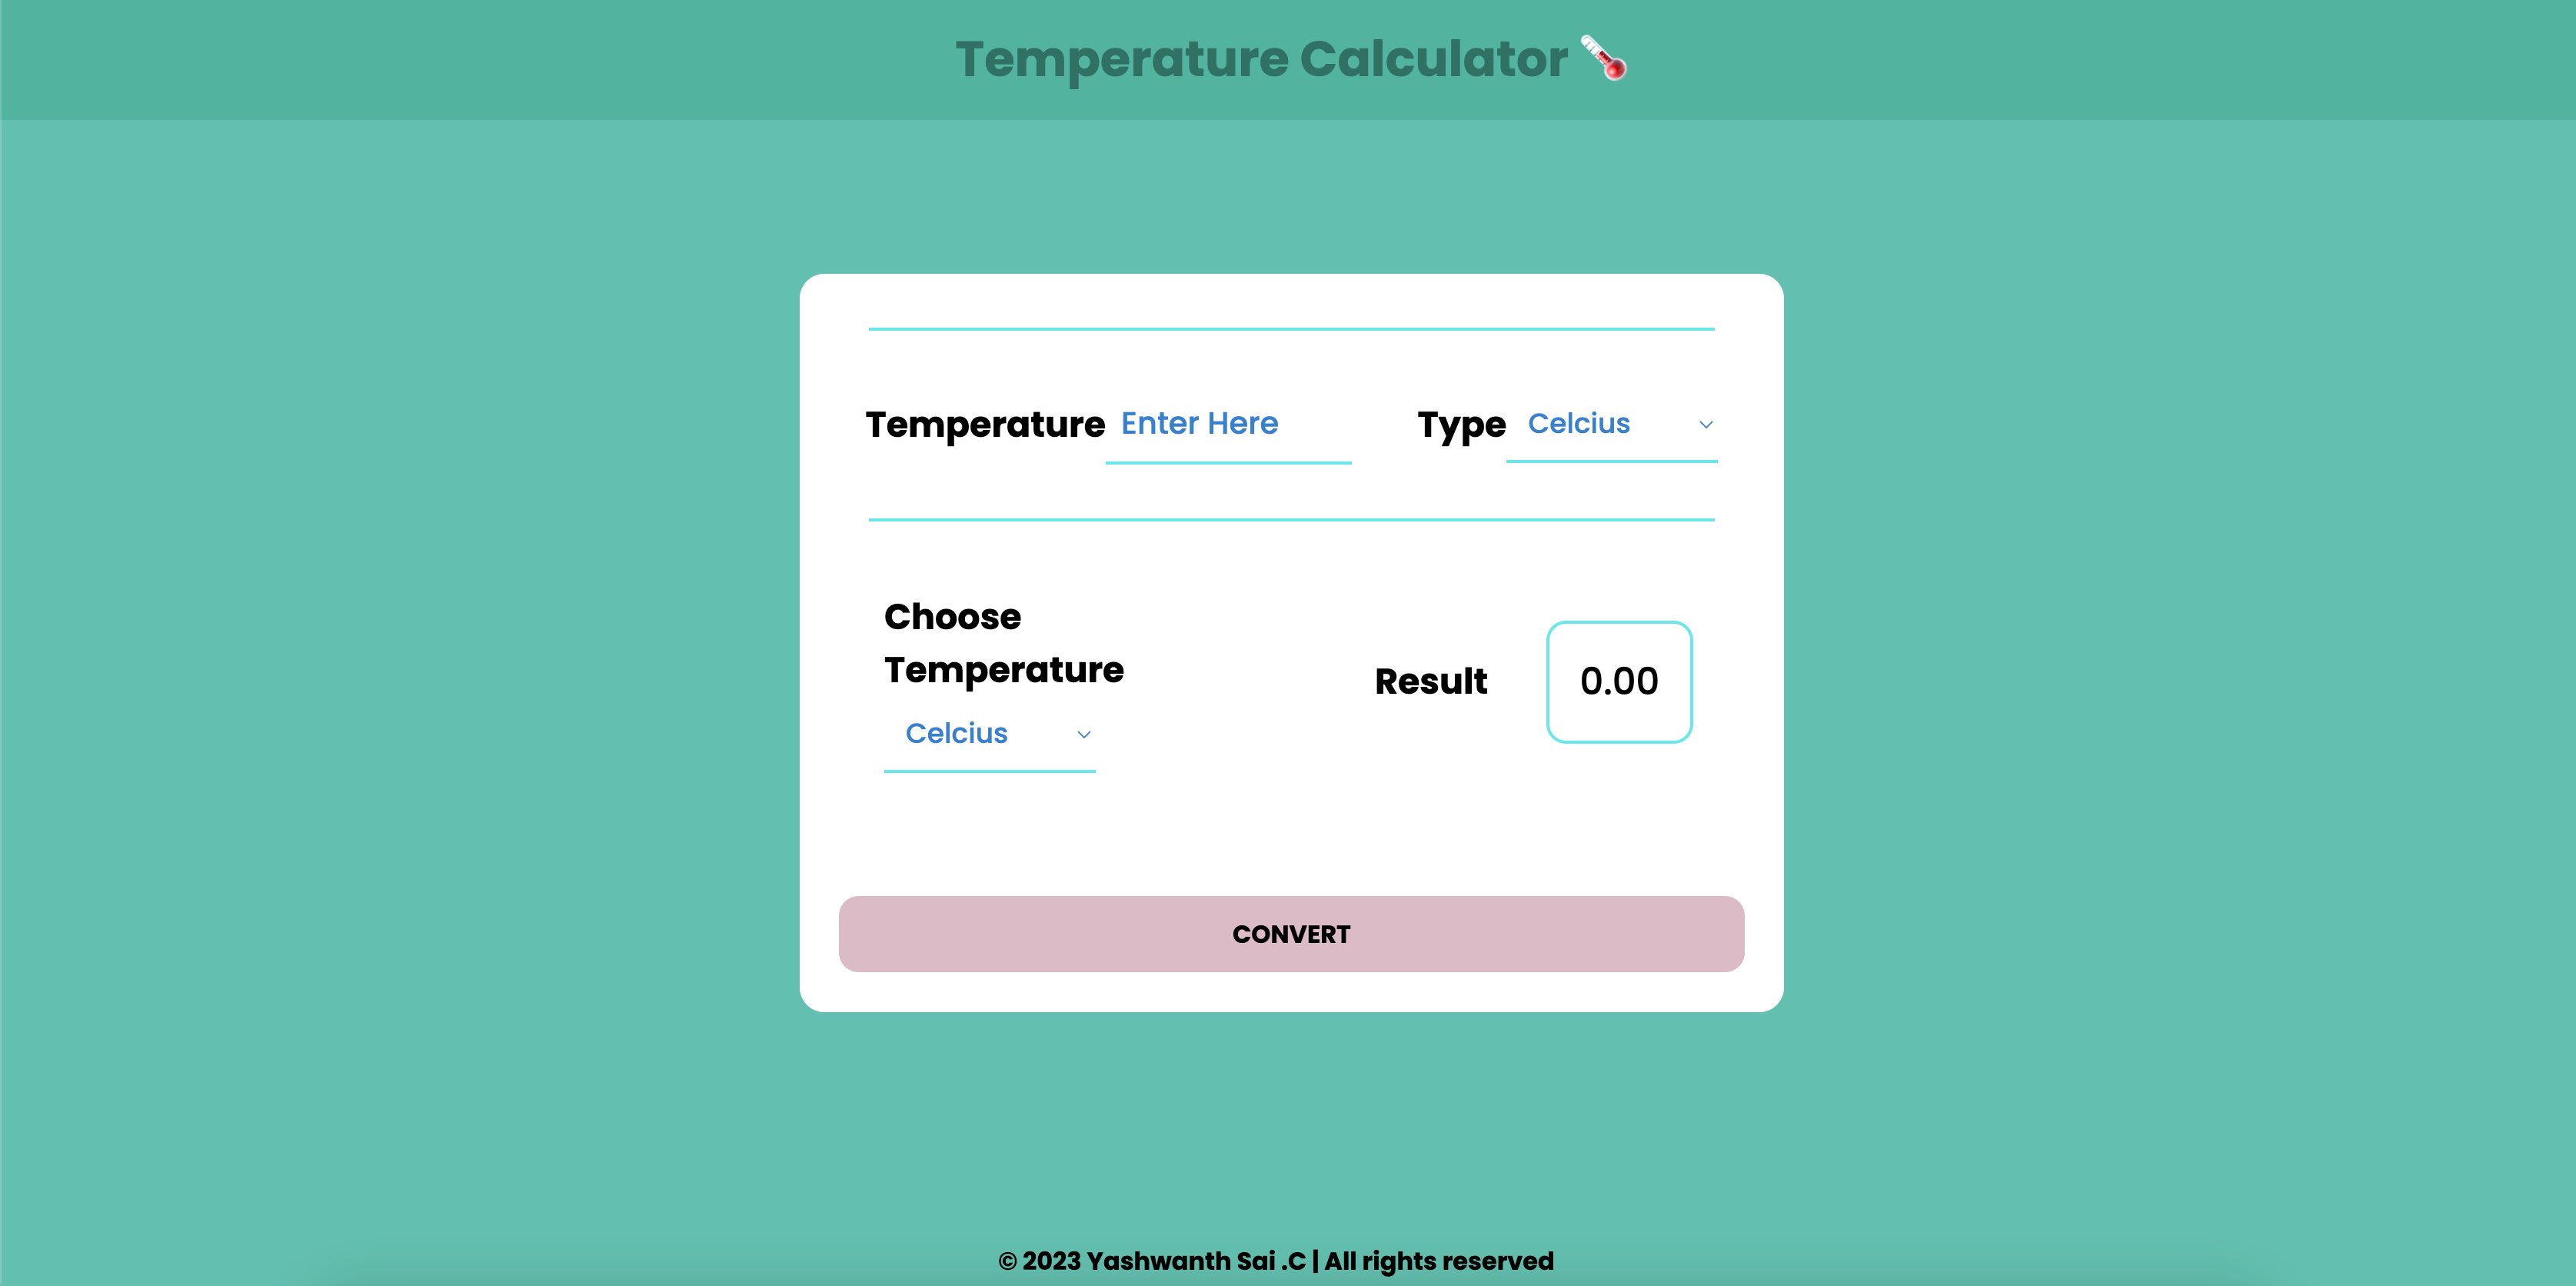 Temperature Calculator 🌡️
Temperature Enter Here Type Celcius
Choose
Temperature
Celcius
Result 0.00
CONVERT
© 2023 Yashwanth Sai .C | All rights reserved